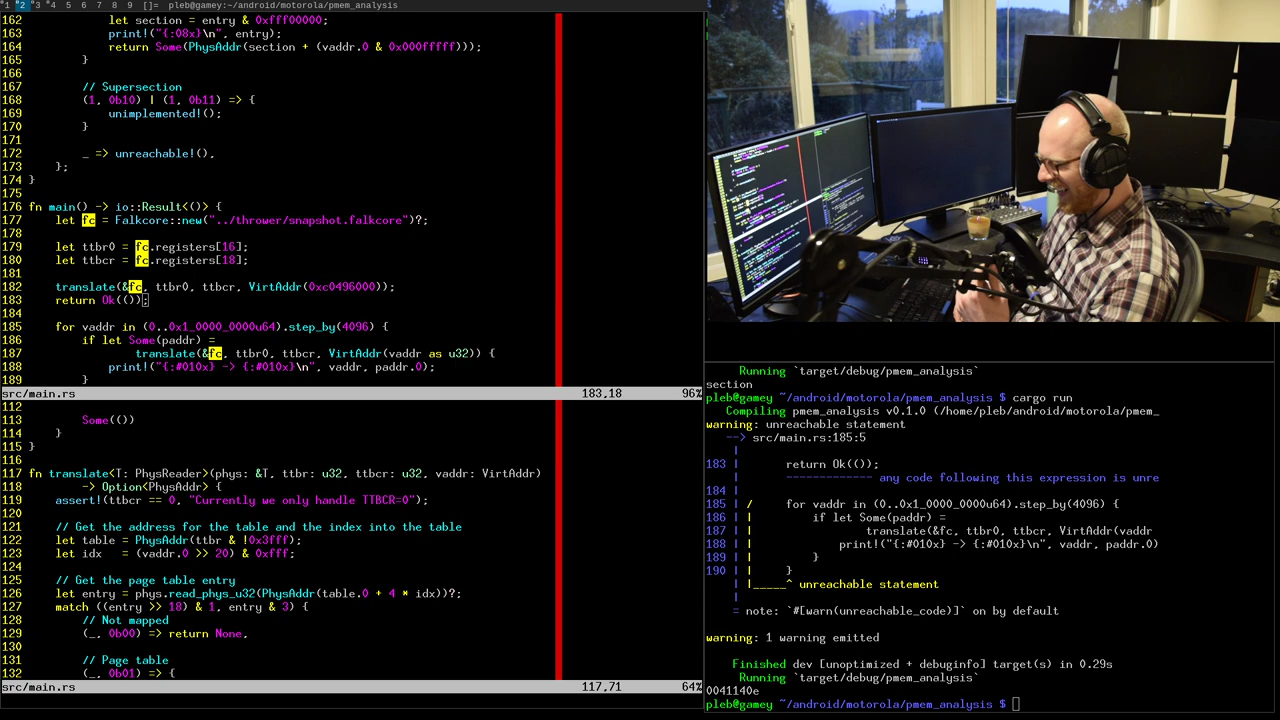 1 2 3 4 5 6 7 8 9 []= pleb@gamey:~/android/motorola/pmem_analysis
162             let section = entry & 0xfff00000;
163             print!("{:08x}\n", entry);
164             return Some(PhysAddr(section + (vaddr.0 & 0x000fffff)));
165         }
166
167         // Supersection
168         (1, 0b10) | (1, 0b11) => {
169             unimplemented!();
170         }
171
172         _ => unreachable!(),
173     };
174 }
175
176 fn main() -> io::Result<()> {
177     let fc = Falkcore::new("../thrower/snapshot.falkcore")?;
178
179     let ttbr0 = fc.registers[16];
180     let ttbcr = fc.registers[18];
181
182     translate(&fc, ttbr0, ttbcr, VirtAddr(0xc0496000));
183     return Ok(());
184
185     for vaddr in (0..0x1_0000_0000u64).step_by(4096) {
186         if let Some(paddr) =
187                 translate(&fc, ttbr0, ttbcr, VirtAddr(vaddr as u32)) {
188             print!("{:#010x} -> {:#010x}\n", vaddr, paddr.0);
189         }
src/main.rs 183,18 96%
112
113         Some(())
114     }
115 }
116
117 fn translate<T: PhysReader>(phys: &T, ttbr: u32, ttbcr: u32, vaddr: VirtAddr)
118         -> Option<PhysAddr> {
119     assert!(ttbcr == 0, "Currently we only handle TTBCR=0");
120
121     // Get the address for the table and the index into the table
122     let table = PhysAddr(ttbr & !0x3fff);
123     let idx   = (vaddr.0 >> 20) & 0xfff;
124
125     // Get the page table entry
126     let entry = phys.read_phys_u32(PhysAddr(table.0 + 4 * idx))?;
127     match ((entry >> 18) & 1, entry & 3) {
128         // Not mapped
129         (_, 0b00) => return None,
130
131         // Page table
132         (_, 0b01) => {
src/main.rs 117,71 64%
Running `target/debug/pmem_analysis`
section
pleb@gamey ~/android/motorola/pmem_analysis $ cargo run
Compiling pmem_analysis v0.1.0 (/home/pleb/android/motorola/pmem_
warning: unreachable statement
--> src/main.rs:185:5
|
183 |     return Ok(());
|     ------------- any code following this expression is unre
184 |
185 | /     for vaddr in (0..0x1_0000_0000u64).step_by(4096) {
186 | |         if let Some(paddr) =
187 | |                 translate(&fc, ttbr0, ttbcr, VirtAddr(vaddr
188 | |             print!("{:#010x} -> {:#010x}\n", vaddr, paddr.0)
189 | |         }
190 | |     }
| |_____^ unreachable statement
|
= note: `#[warn(unreachable_code)]` on by default
warning: 1 warning emitted
Finished dev [unoptimized + debuginfo] target(s) in 0.29s
Running `target/debug/pmem_analysis`
0041140e
pleb@gamey ~/android/motorola/pmem_analysis $